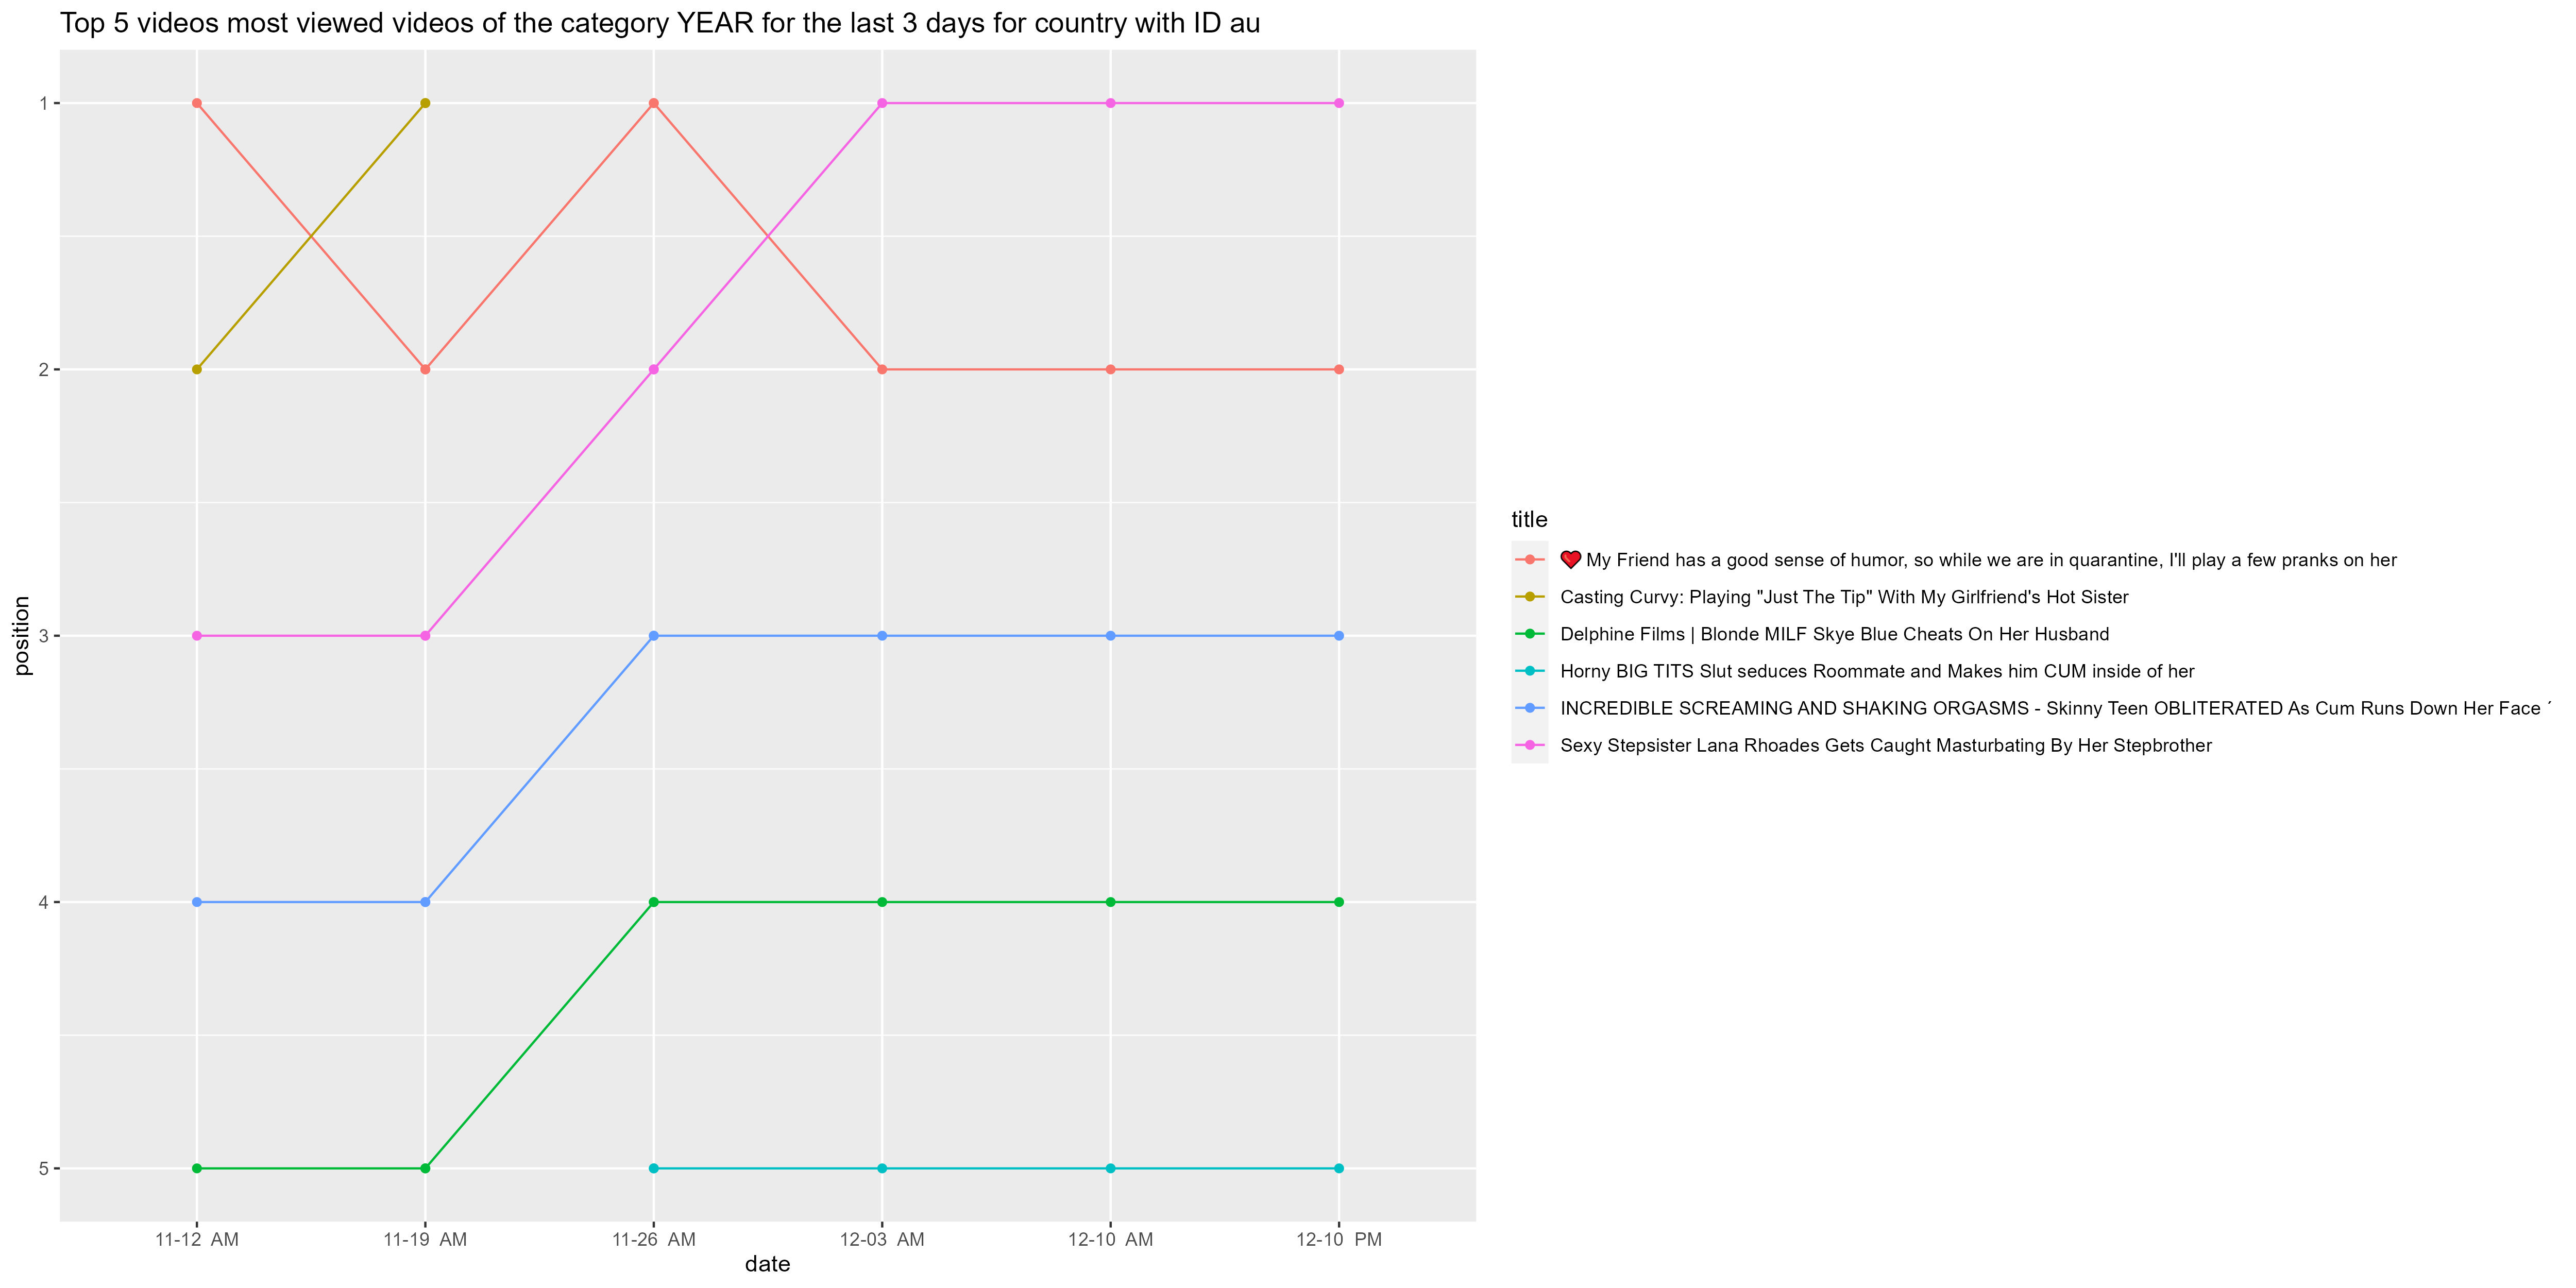 Top 5 videos most viewed videos of the category YEAR for the last 3 days for country with ID au
position
1
2
3
4
5
11-12 AM
11-19 AM
11-26 AM
12-03 AM
12-10 AM
12-10 PM
date
title
❤ My Friend has a good sense of humor, so while we are in quarantine, I'll play a few pranks on her
Casting Curvy: Playing "Just The Tip" With My Girlfriend's Hot Sister
Delphine Films | Blonde MILF Skye Blue Cheats On Her Husband
Horny BIG TITS Slut seduces Roommate and Makes him CUM inside of her
INCREDIBLE SCREAMING AND SHAKING ORGASMS - Skinny Teen OBLITERATED As Cum Runs Down Her Face
Sexy Stepsister Lana Rhoades Gets Caught Masturbating By Her Stepbrother